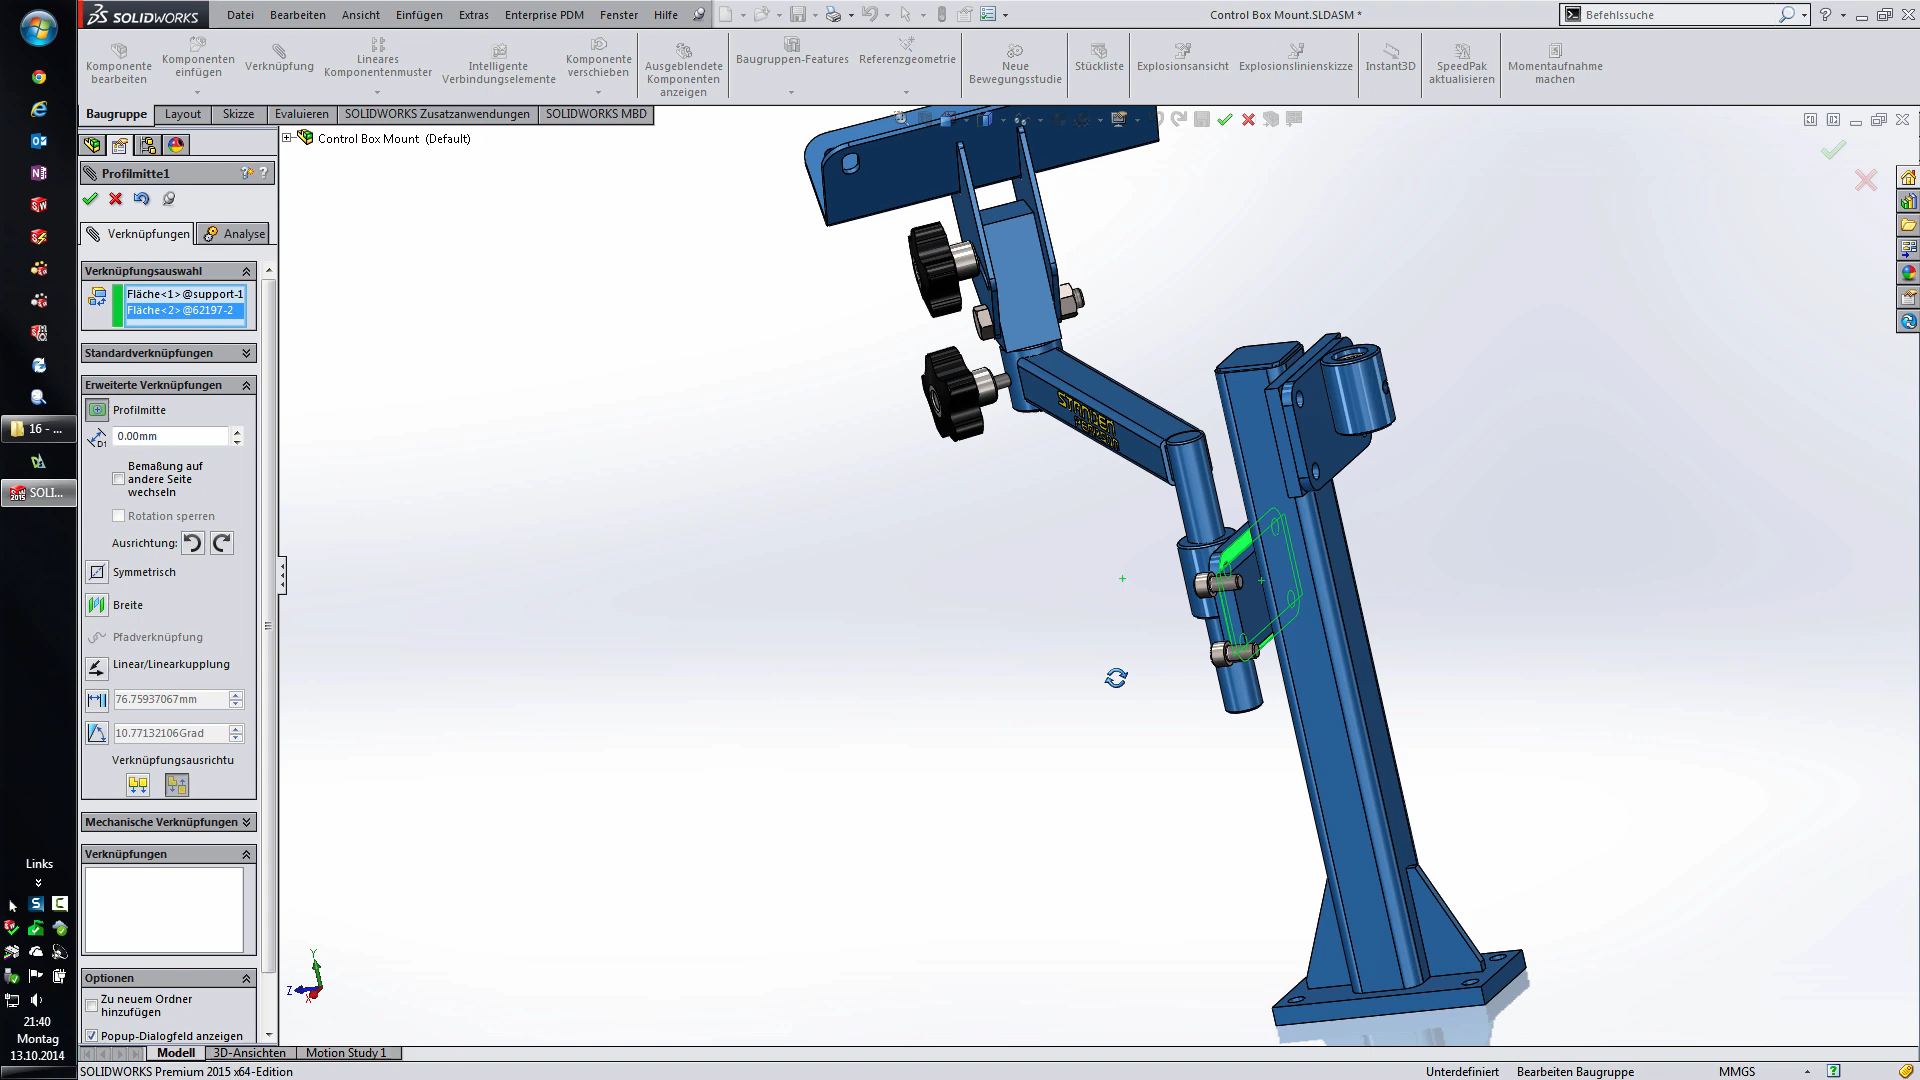 SOLIDWORKS
Datei
Bearbeiten
Ansicht
Einfügen
Extras
Enterprise PDM
Fenster
Hilfe
Control Box Mount.SLDASM *
Befehlssuche
Komponente bearbeiten
Komponenten einfügen
Verknüpfung
Lineares Komponentenmuster
Intelligente Verbindungselemente
Komponente verschieben
Ausgeblendete Komponenten anzeigen
Baugruppen-Features
Referenzgeometrie
Neue Bewegungsstudie
Stückliste
Explosionsansicht
Explosionslinienskizze
Instant3D
SpeedPak aktualisieren
Momentaufnahme machen
Baugruppe
Layout
Skizze
Evaluieren
SOLIDWORKS Zusatzanwendungen
SOLIDWORKS MBD
Control Box Mount (Default)
Profilmitte1
Verknüpfungen
Analyse
Verknüpfungsauswahl
Fläche<1>@support-1
Fläche<2>@62197-2
Standardverknüpfungen
Erweiterte Verknüpfungen
Profilmitte
D1
0.00mm
Bemaßung auf
andere Seite
wechseln
Rotation sperren
Ausrichtung:
Symmetrisch
Breite
Pfadverknüpfung
Linear/Linearkupplung
76.75937067mm
10.77132106Grad
Verknüpfungsausrichtu
Mechanische Verknüpfungen
Verknüpfungen
Optionen
Zu neuem Ordner
hinzufügen
Popup-Dialogfeld anzeigen
16 - ...
SOLI...
Links
21:40
Montag
13.10.2014
STANDEN
Y
Z
X
Modell
3D-Ansichten
Motion Study 1
SOLIDWORKS Premium 2015 x64-Edition
Unterdefiniert
Bearbeiten Baugruppe
MMGS